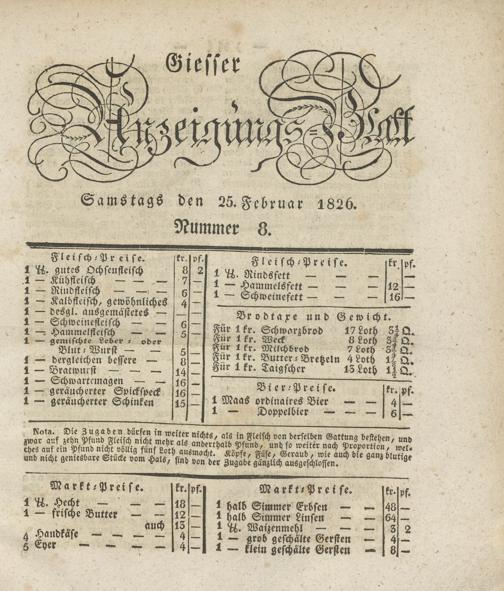 Giesser
Anzeigungs-Blatt
Samstags den 25. Februar 1826.
Nummer 8.
Fleisch-Preise. kr. pf.
1 ℔. gutes Ochsenfleisch 8 2
1 — Kühfleisch — — — 7 —
1 — Rindfleisch — — — 6 —
1 — Kalbfleisch, gewöhnliches 4 —
1 — desgl. ausgemästetes —
1 — Schweinefleisch — — 6 —
1 — Hammelfleisch — — 5 —
1 — gemischte Leber- oder
Blut-Wurst — — 5 —
1 — dergleichen bessere — 8 —
1 — Bratwurst — — 14 —
1 — Schwartemagen — — 16 —
1 — geräucherter Spickspeck 16 —
1 — geräucherter Schinken 15 —
Fleisch-Preise. kr. pf.
1 ℔. Rindsfett — — —
1 — Hammelsfett — — 12 —
1 — Schweinefett — — 16 —
Brodtaxe und Gewicht.
Für 1 kr. Schwarzbrod 17 Loth
Für 1 kr. Weck 8 Loth
Für 1 kr. Milchbrod 7 Loth
Für 1 kr. Butter-Bretzeln 4 Loth
Für 1 kr. Taigscher 13 Loth
Bier-Preise. kr. pf.
1 Maas ordinaires Bier — — 4 —
1 — Doppelbier — — 6 —
Nota. Die Zugaben dürfen in weiter nichts, als in Fleisch von derselben Gattung bestehen, und
zwar auf zehn Pfund Fleisch nicht mehr als anderthalb Pfund, und so weiter nach Proportion, wel-
ches auf ein Pfund nicht völlig fünf Loth ausmacht. Köpfe, Füße, Geraub, wie auch die ganz blutige
und nicht geniesbare Stücke vom Hals, sind von der Zugabe gänzlich ausgeschlossen.
Markt-Preise. kr. pf.
1 ℔. Hecht — — — 18 —
1 — frische Butter — — 12 —
auch 13 —
4 Handkäse — — — — 4 —
5 Eyer — — — — 4 —
Markt-Preise. kr. pf.
1 halb Simmer Erbsen — — 48 —
1 halb Simmer Linsen — — 64 —
1 ℔. Waizenmehl — — 3 2
1 — grob geschälte Gersten — 4 —
1 — klein geschälte Gersten — 8 —